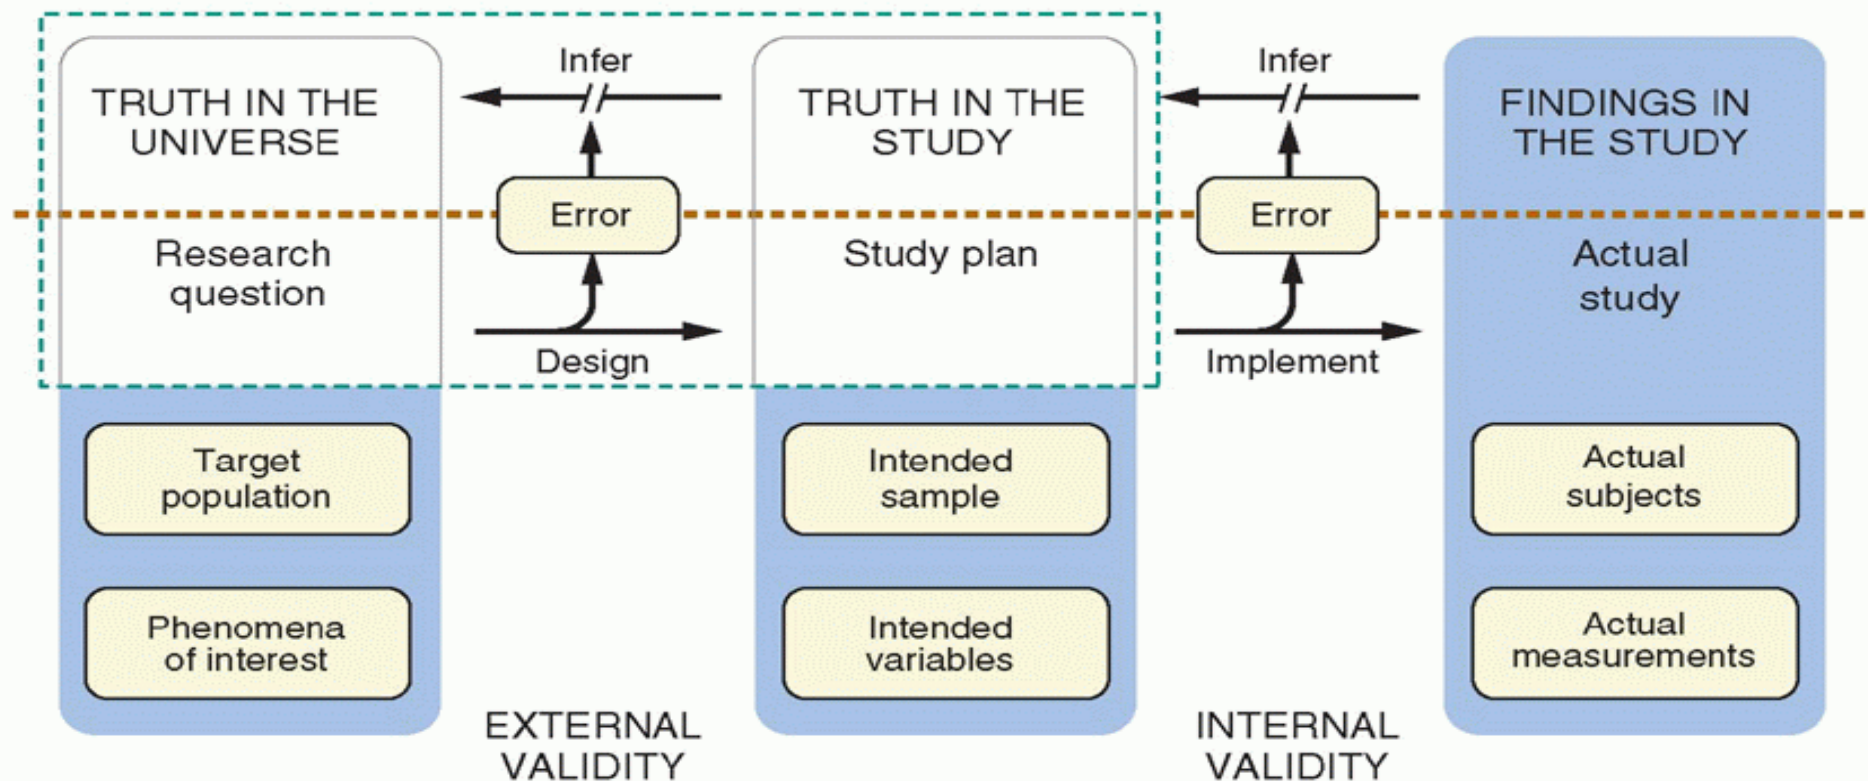 Infer
Infer
TRUTH IN THE
UNIVERSE
TRUTH IN THE
STUDY
FINDINGS IN
THE STUDY
Error
Error
Research
question
Study plan
Actual
study
Design
Implement
Target
population
Intended
sample
Actual
subjects
Phenomena
of interest
Intended
variables
Actual
measurements
EXTERNAL
VALIDITY
INTERNAL
VALIDITY